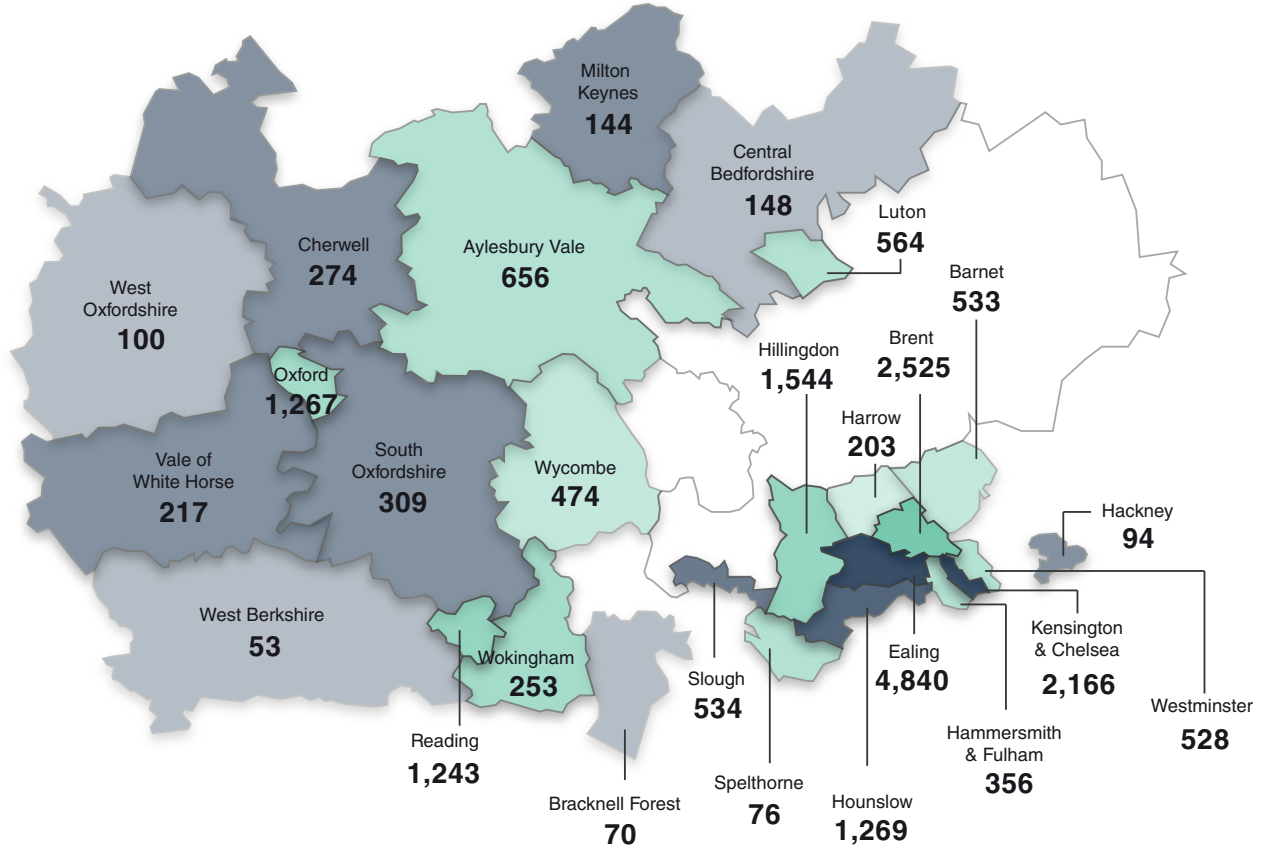 Milton
Keynes
144
Central
Bedfordshire
148
Luton
564
Cherwell
274
Aylesbury Vale
656
Barnet
533
West
Oxfordshire
100
Hillingdon
1,544
Brent
2,525
Oxford
1,267
Harrow
203
Vale of
White Horse
217
South
Oxfordshire
309
Wycombe
474
Hackney
94
West Berkshire
53
Wokingham
253
Slough
534
Ealing
4,840
Kensington
& Chelsea
2,166
Westminster
528
Reading
1,243
Hammersmith
& Fulham
356
Spelthorne
76
Bracknell Forest
70
Hounslow
1,269